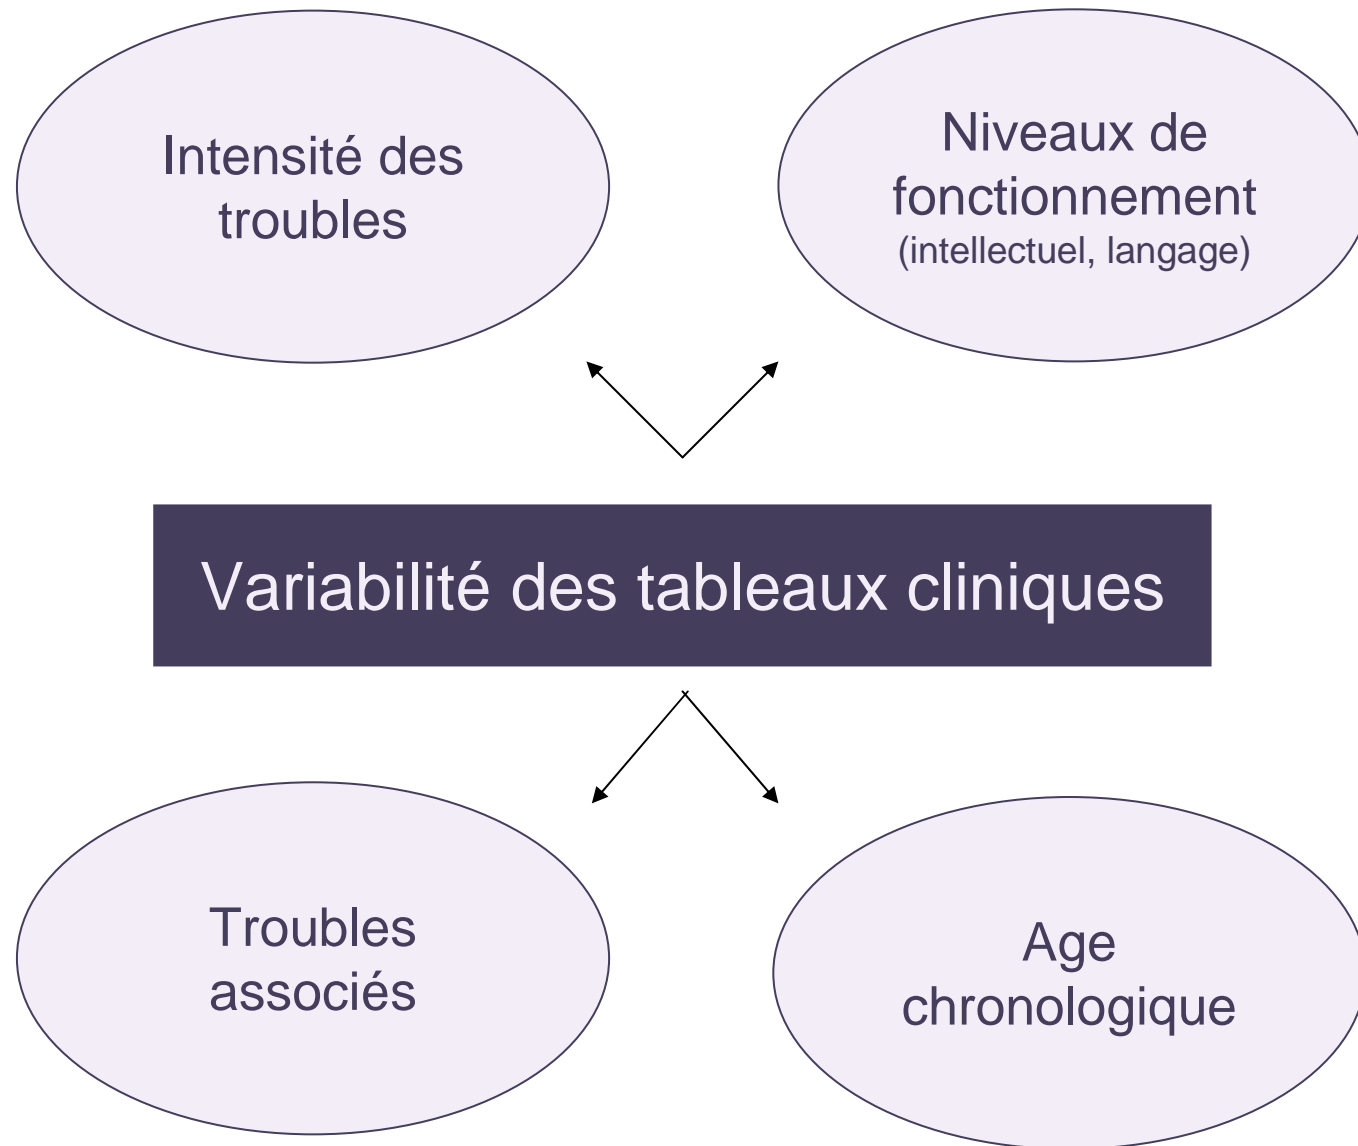 Intensité des
troubles
Niveaux de
fonctionnement
(intellectuel, langage)
Variabilité des tableaux cliniques
Troubles
associés
Age
chronologique